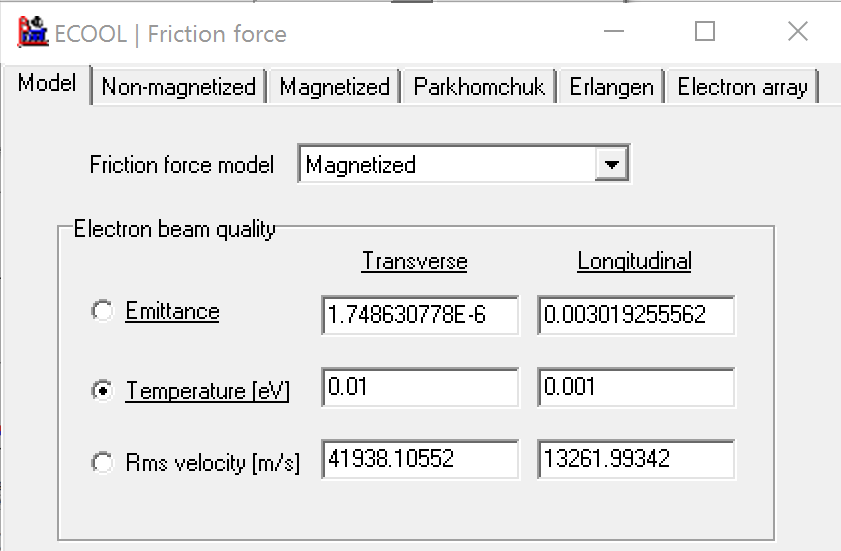 ECOOL | Friction force
Model Non-magnetized Magnetized Parkhomchuk Erlangen Electron array
Friction force model Magnetized
Electron beam quality
Transverse Longitudinal
Emittance 1.748630778E-6 0.003019255562
Temperature [eV] 0.01 0.001
Rms velocity [m/s] 41938.10552 13261.99342